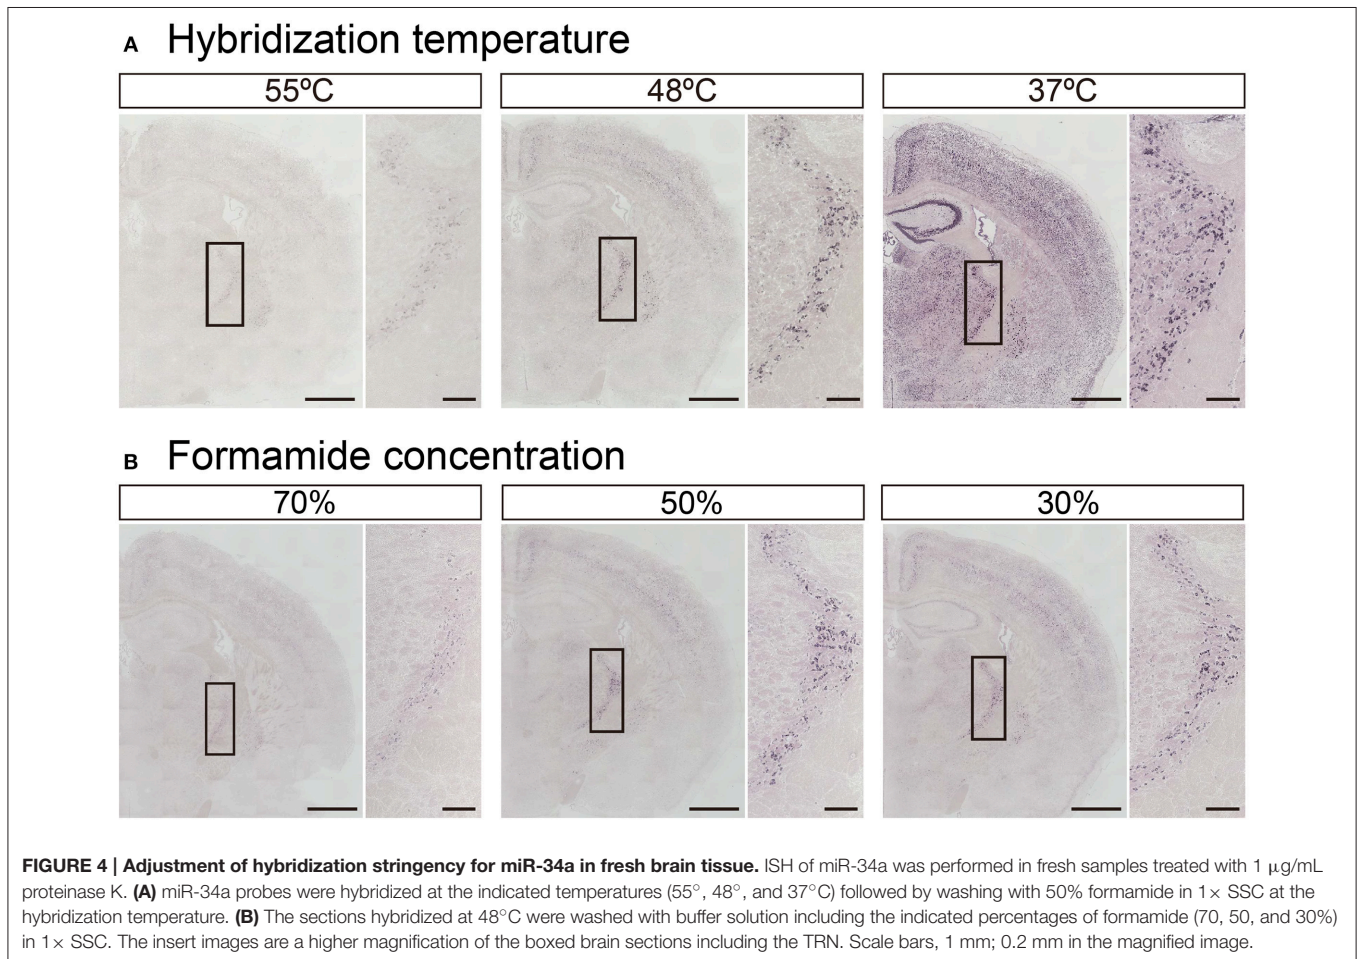 A Hybridization temperature
55ºC 48ºC 37ºC
B Formamide concentration
70% 50% 30%
FIGURE 4 | Adjustment of hybridization stringency for miR-34a in fresh brain tissue. ISH of miR-34a was performed in fresh samples treated with 1 μg/mL
proteinase K. (A) miR-34a probes were hybridized at the indicated temperatures (55°, 48°, and 37°C) followed by washing with 50% formamide in 1× SSC at the
hybridization temperature. (B) The sections hybridized at 48°C were washed with buffer solution including the indicated percentages of formamide (70, 50, and 30%)
in 1× SSC. The insert images are a higher magnification of the boxed brain sections including the TRN. Scale bars, 1 mm; 0.2 mm in the magnified image.